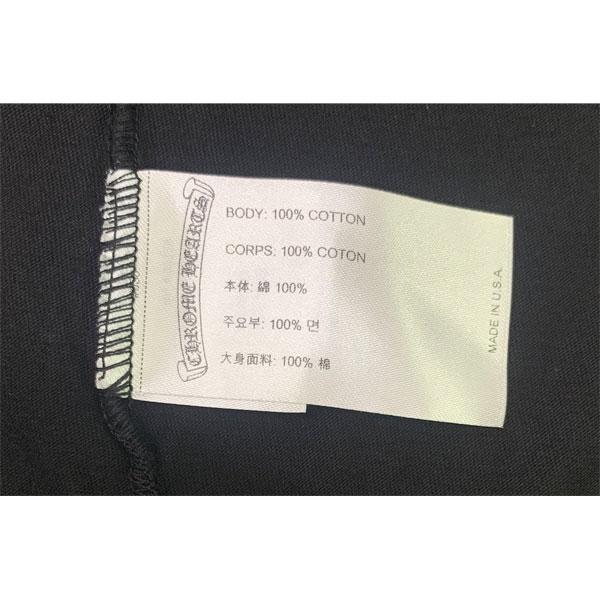 CHROME HEARTS
BODY: 100% COTTON
CORPS: 100% COTON
本体: 綿 100%
주요부: 100% 면
大身面料: 100% 棉
MADE IN U.S.A.